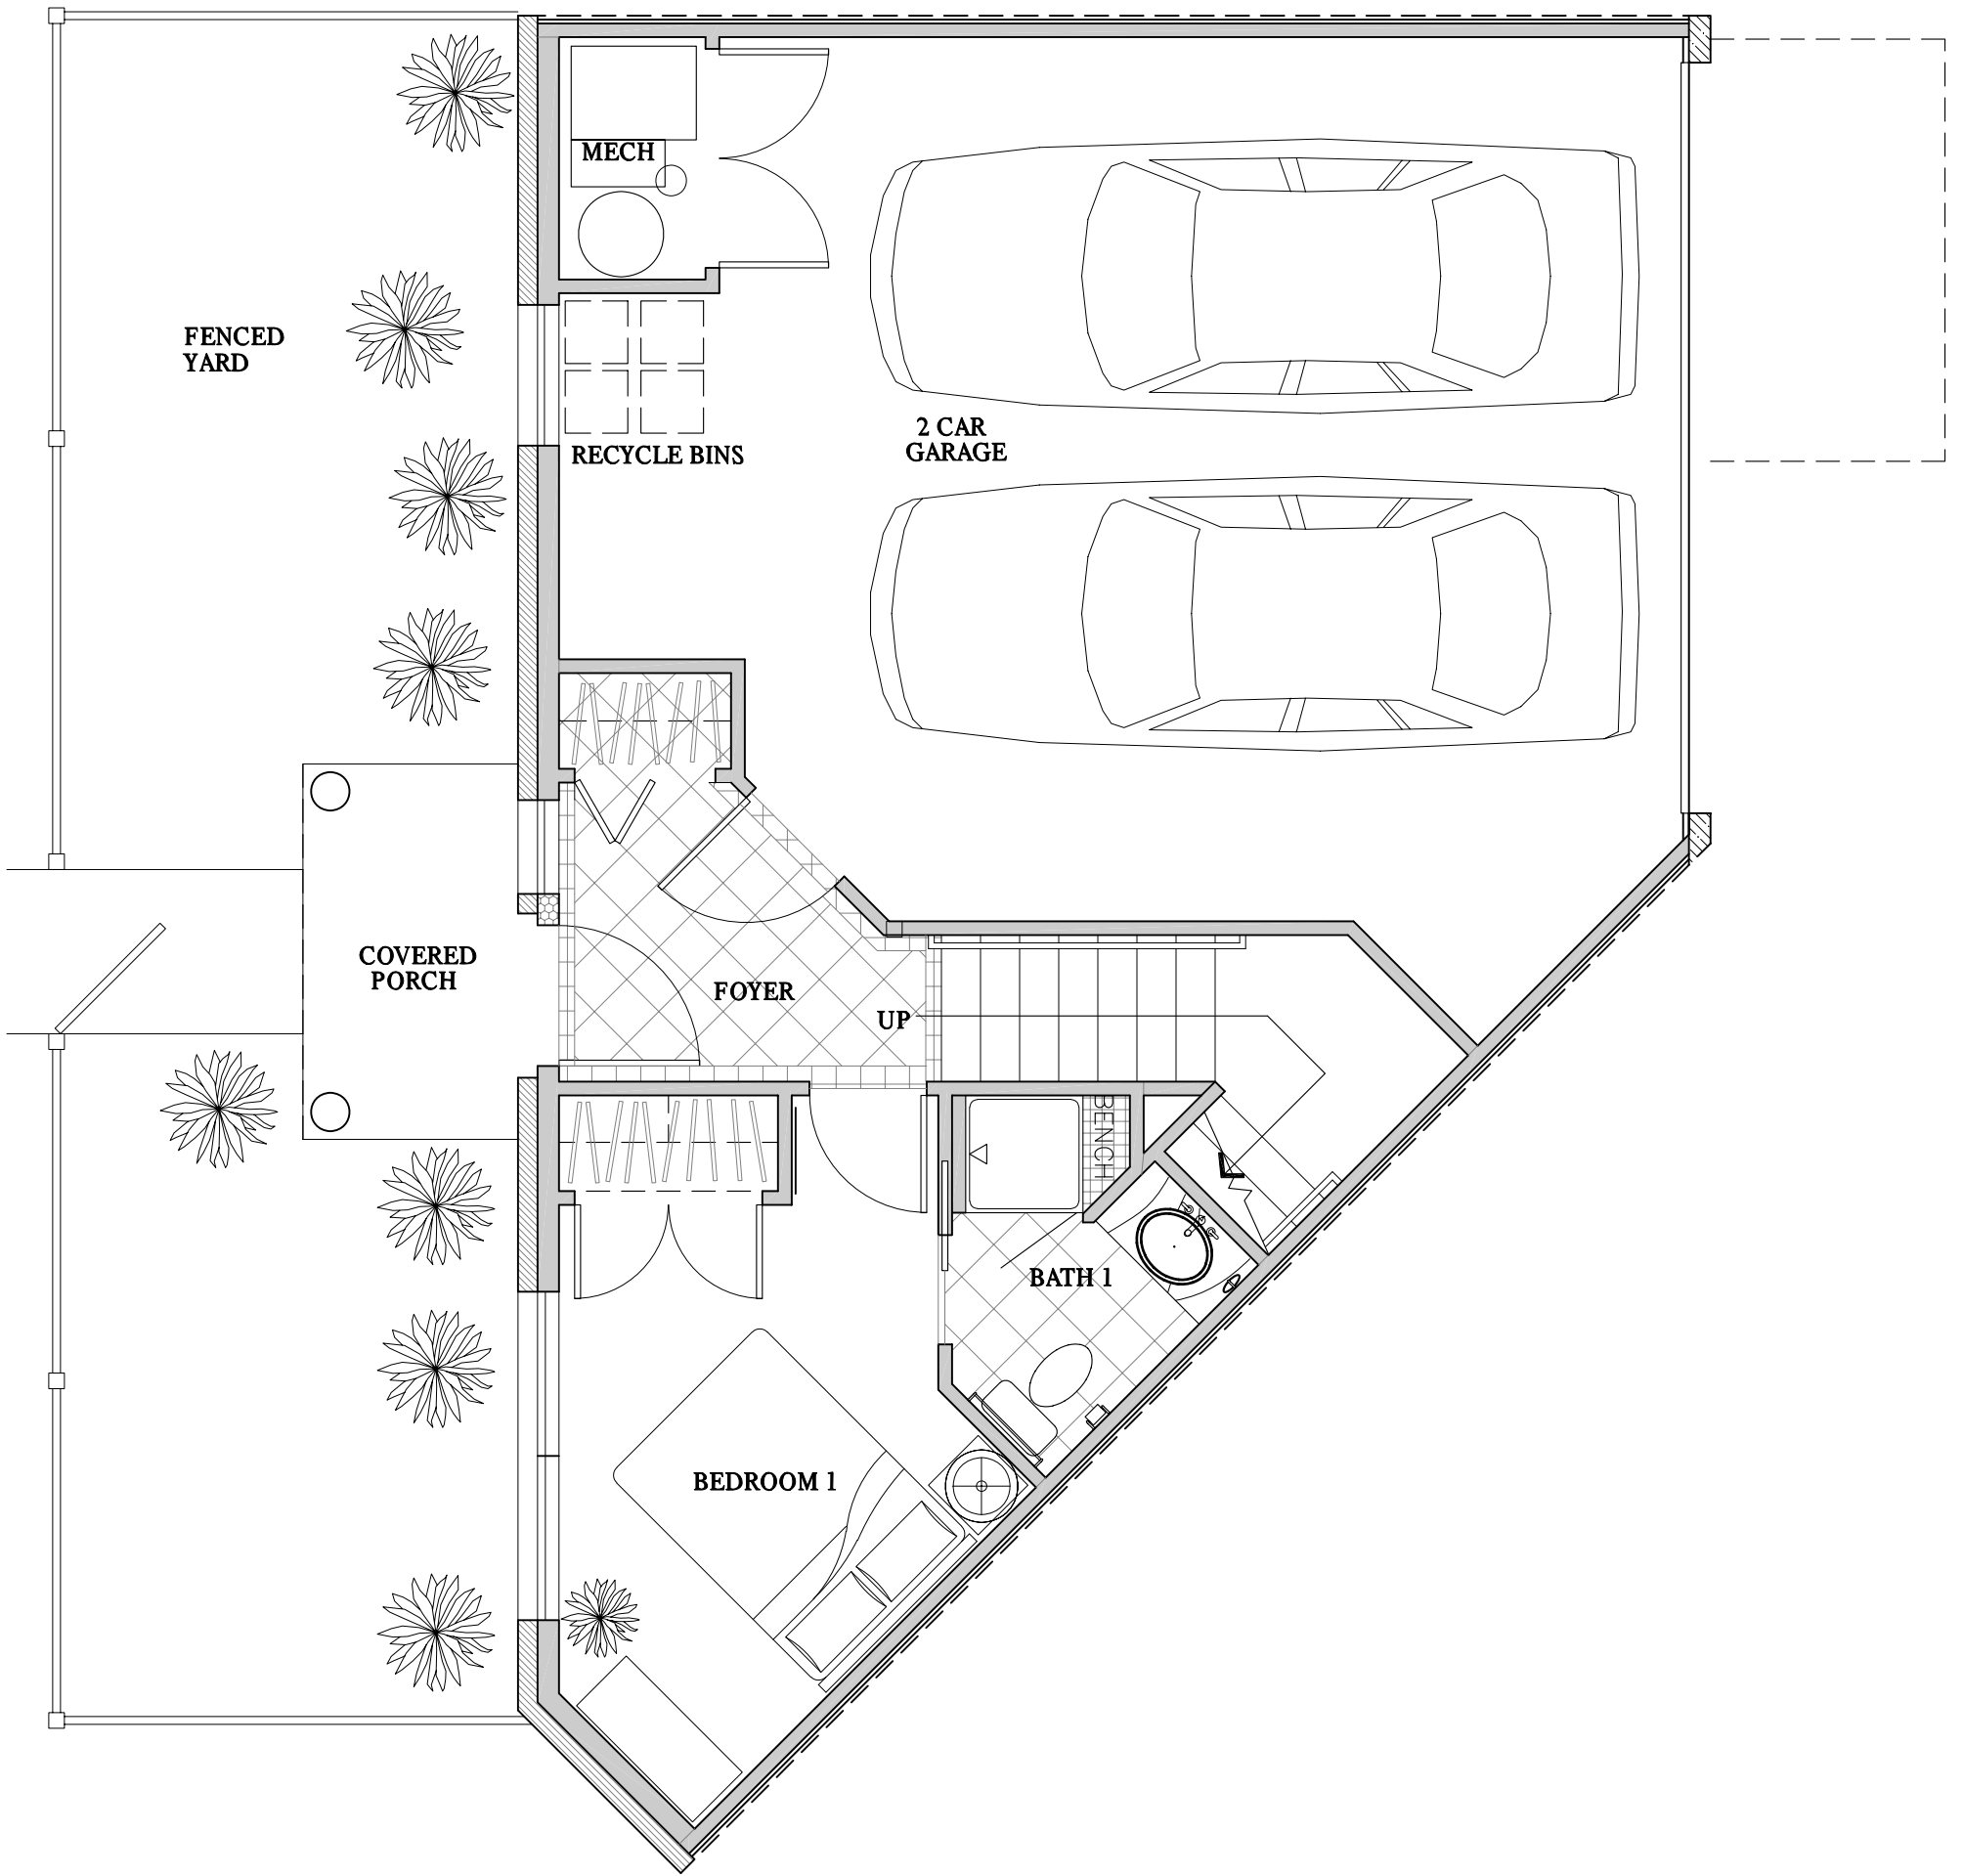 MECH
FENCED
YARD
RECYCLE BINS
2 CAR
GARAGE
COVERED
PORCH
FOYER
UP
BENCH
BATH 1
BEDROOM 1